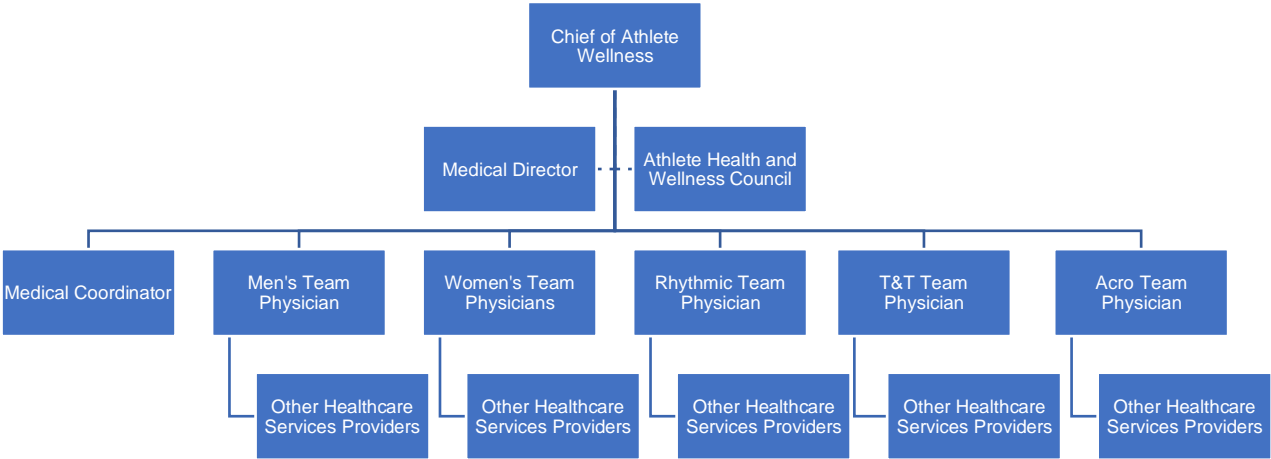 Chief of Athlete
Wellness
Medical Director
Athlete Health and
Wellness Council
Medical Coordinator
Men's Team
Physician
Women's Team
Physicians
Rhythmic Team
Physician
T&T Team
Physician
Acro Team
Physician
Other Healthcare
Services Providers
Other Healthcare
Services Providers
Other Healthcare
Services Providers
Other Healthcare
Services Providers
Other Healthcare
Services Providers